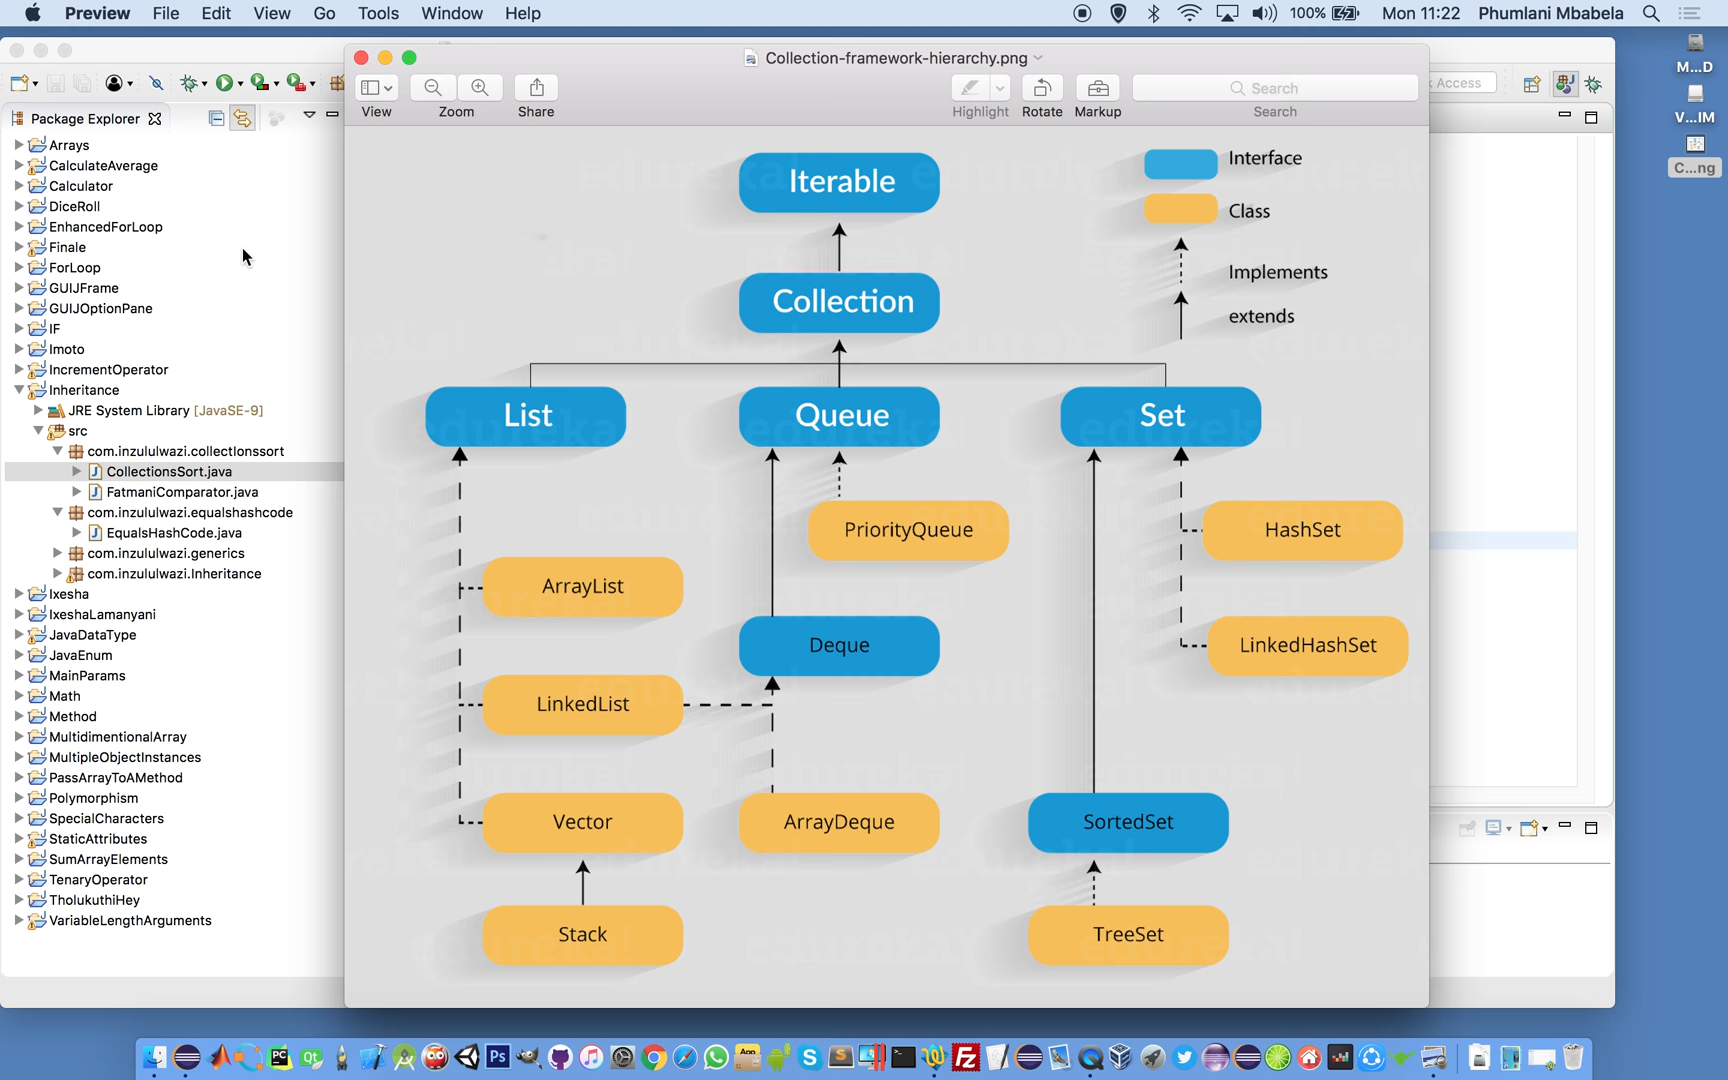 Preview File Edit View Go Tools Window Help
100% Mon 11:22 Phumlani Mbabela
Collection-framework-hierarchy.png
View Zoom Share Highlight Rotate Markup Search
Search
Access
M...D
V...IM
C...ng
Package Explorer
Arrays
CalculateAverage
Calculator
DiceRoll
EnhancedForLoop
Finale
ForLoop
GUIJFrame
GUIJOptionPane
IF
Imoto
IncrementOperator
Inheritance
JRE System Library [JavaSE-9]
src
com.inzululwazi.collectionssort
CollectionsSort.java
FatmaniComparator.java
com.inzululwazi.equalshashcode
EqualsHashCode.java
com.inzululwazi.generics
com.inzululwazi.Inheritance
Ixesha
IxeshaLamanyani
JavaDataType
JavaEnum
MainParams
Math
Method
MultidimentionalArray
MultipleObjectInstances
PassArrayToAMethod
Polymorphism
SpecialCharacters
StaticAttributes
SumArrayElements
TenaryOperator
TholukuthiHey
VariableLengthArguments
Iterable
Interface
Class
Implements
extends
Collection
List Queue Set
PriorityQueue HashSet
ArrayList
Deque LinkedHashSet
LinkedList
Vector ArrayDeque SortedSet
Stack TreeSet